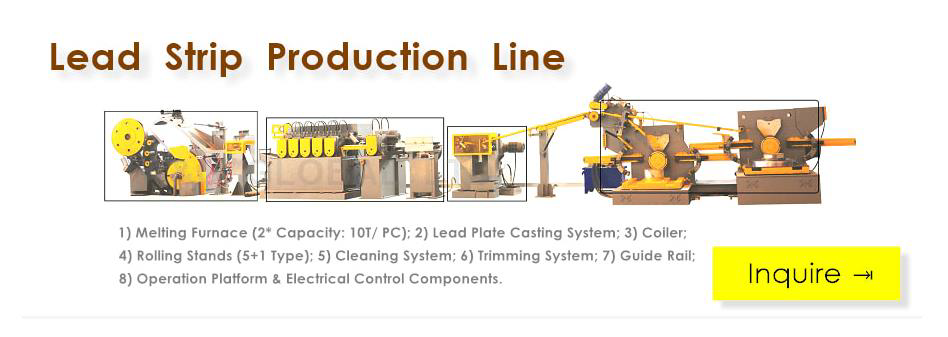 Lead Strip Production Line
1) Melting Furnace (2* Capacity: 10T/ PC); 2) Lead Plate Casting System; 3) Coiler;
4) Rolling Stands (5+1 Type); 5) Cleaning System; 6) Trimming System; 7) Guide Rail;
8) Operation Platform & Electrical Control Components.
Inquire ⇥